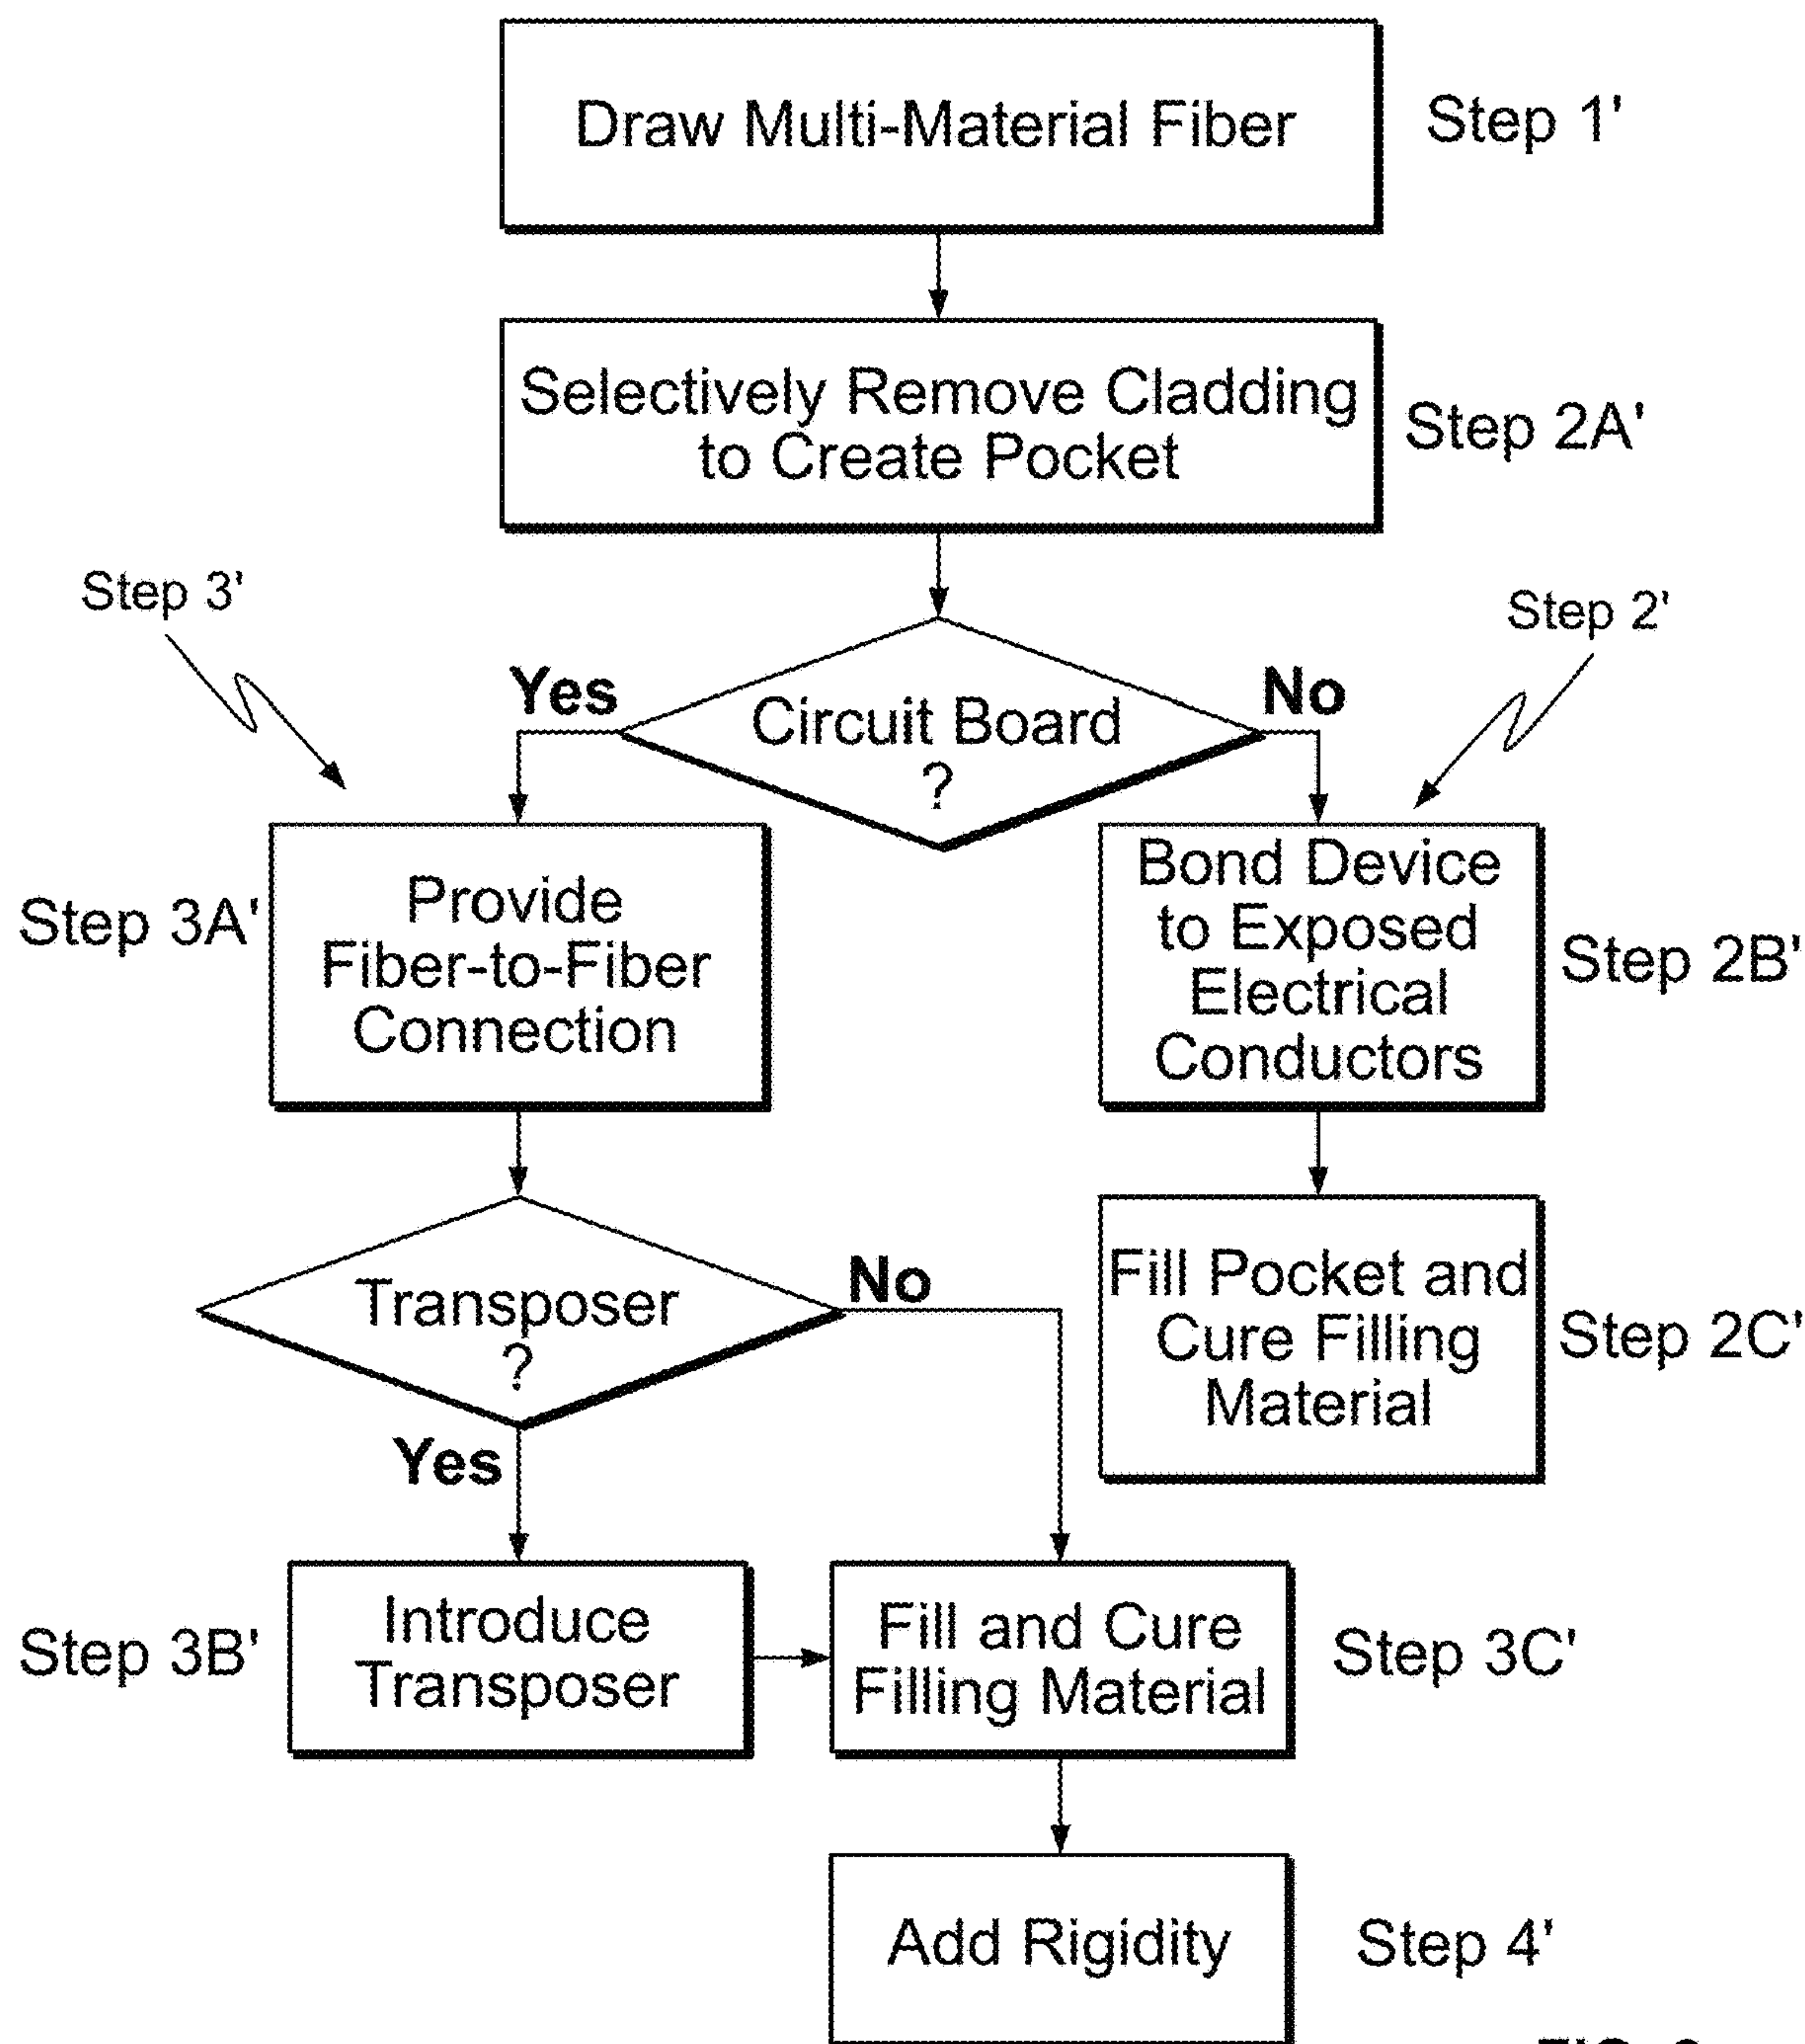 Draw Multi-Material Fiber
Step 1'
Selectively Remove Cladding
to Create Pocket
Step 2A'
Step 3'
Step 2'
Yes
Circuit Board
?
No
Step 3A'
Provide
Fiber-to-Fiber
Connection
Bond Device
to Exposed
Electrical
Conductors
Step 2B'
Transposer
?
No
Yes
Fill Pocket and
Cure Filling
Material
Step 2C'
Step 3B'
Introduce
Transposer
Fill and Cure
Filling Material
Step 3C'
Add Rigidity
Step 4'